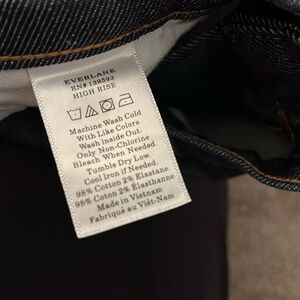 EVERLANE
RN# 139893
HIGH RISE
Machine Wash Cold
With Like Colors
Wash Inside Out
Only Non-Chlorine
Bleach When Needed
Tumble Dry Low.
Cool Iron if Needed.
98% Cotton 2% Elastane
98% Cotton 2% Élasthanne
Made in Vietnam
Fabriqué au Viêt-Nam